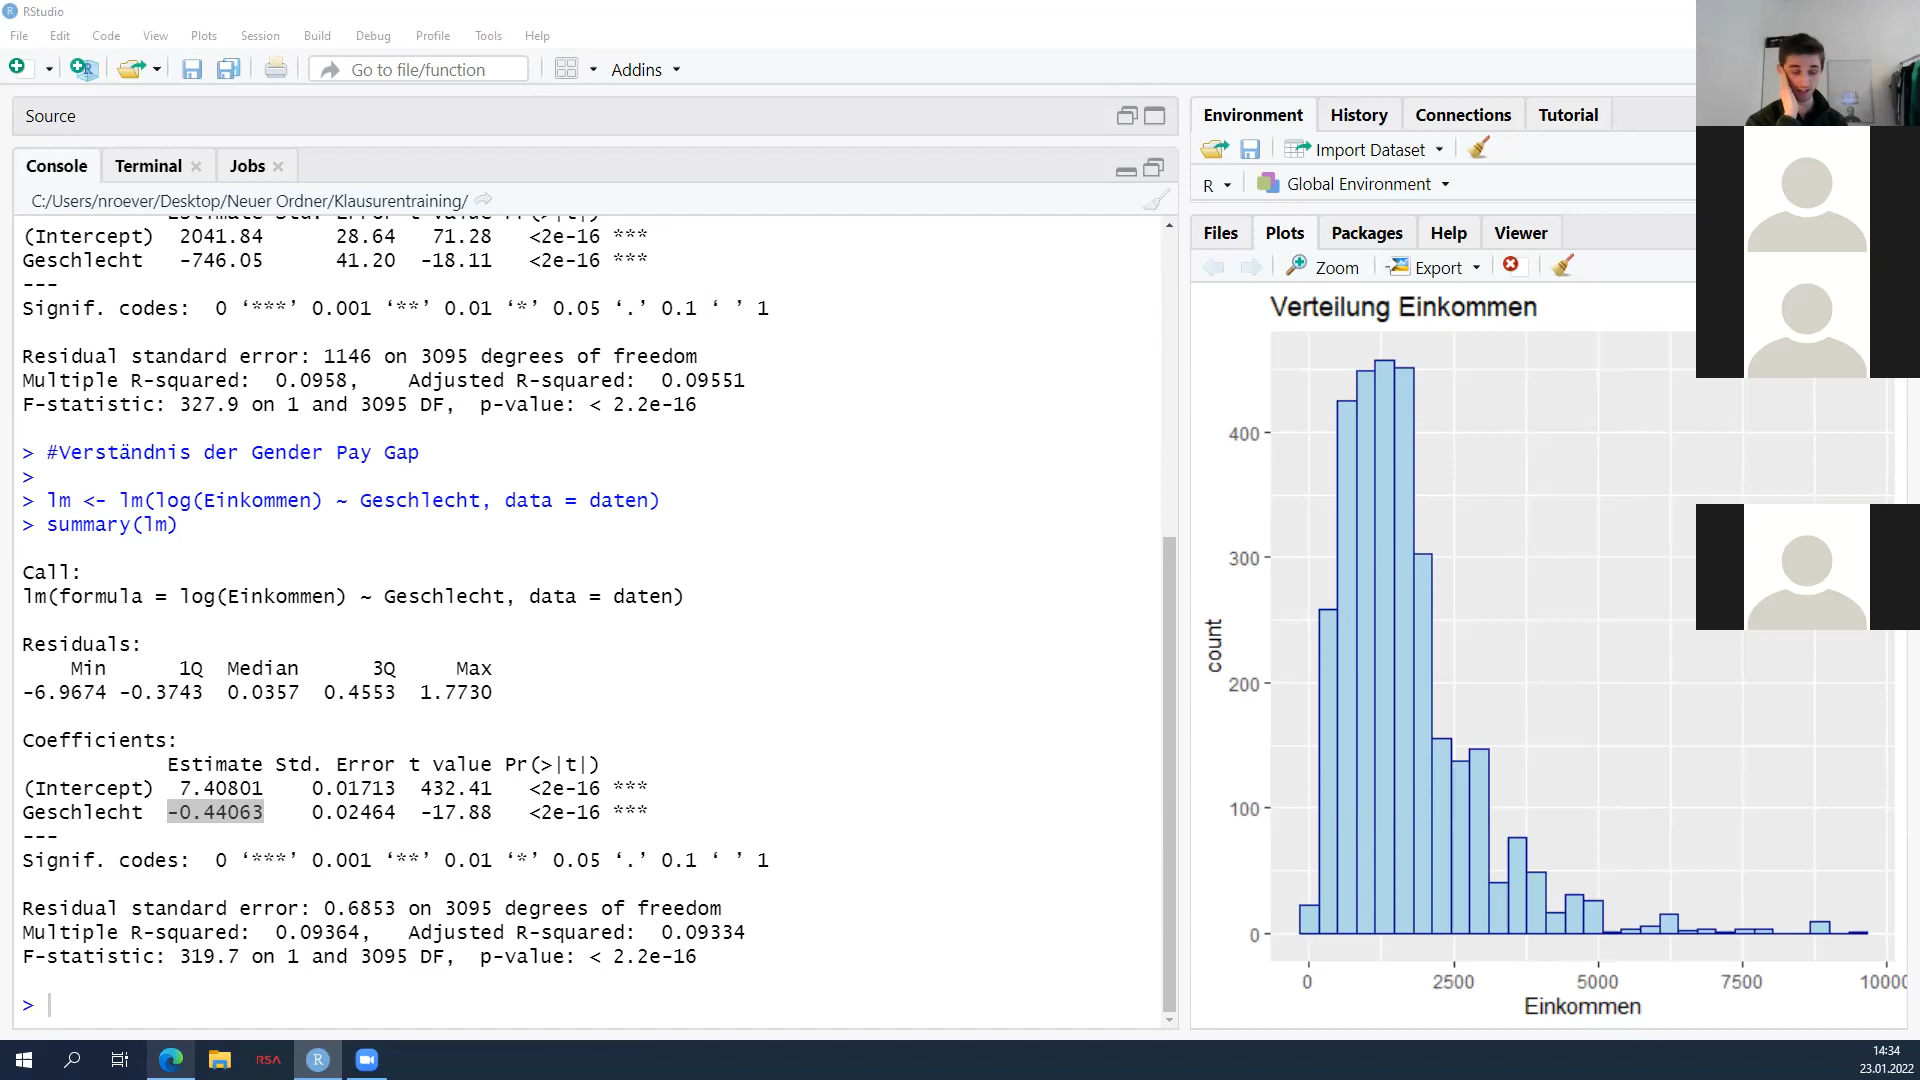 RStudio
File Edit Code View Plots Session Build Debug Profile Tools Help
Go to file/function Addins
Source
Console Terminal Jobs
C:/Users/nroever/Desktop/Neuer Ordner/Klausurentraining/
Estimate Std. Error t value Pr(>|t|)
(Intercept) 2041.84 28.64 71.28 <2e-16 ***
Geschlecht -746.05 41.20 -18.11 <2e-16 ***
---
Signif. codes: 0 ‘***’ 0.001 ‘**’ 0.01 ‘*’ 0.05 ‘.’ 0.1 ‘ ’ 1
Residual standard error: 1146 on 3095 degrees of freedom
Multiple R-squared: 0.0958, Adjusted R-squared: 0.09551
F-statistic: 327.9 on 1 and 3095 DF, p-value: < 2.2e-16
> #Verständnis der Gender Pay Gap
>
> lm <- lm(log(Einkommen) ~ Geschlecht, data = daten)
> summary(lm)
Call:
lm(formula = log(Einkommen) ~ Geschlecht, data = daten)
Residuals:
Min 1Q Median 3Q Max
-6.9674 -0.3743 0.0357 0.4553 1.7730
Coefficients:
Estimate Std. Error t value Pr(>|t|)
(Intercept) 7.40801 0.01713 432.41 <2e-16 ***
Geschlecht -0.44063 0.02464 -17.88 <2e-16 ***
---
Signif. codes: 0 ‘***’ 0.001 ‘**’ 0.01 ‘*’ 0.05 ‘.’ 0.1 ‘ ’ 1
Residual standard error: 0.6853 on 3095 degrees of freedom
Multiple R-squared: 0.09364, Adjusted R-squared: 0.09334
F-statistic: 319.7 on 1 and 3095 DF, p-value: < 2.2e-16
>
Environment History Connections Tutorial
Import Dataset
R Global Environment
Files Plots Packages Help Viewer
Zoom Export
Verteilung Einkommen
count
400
300
200
100
0
0 2500 5000 7500 10000
Einkommen
RSA R
14:34
23.01.2022